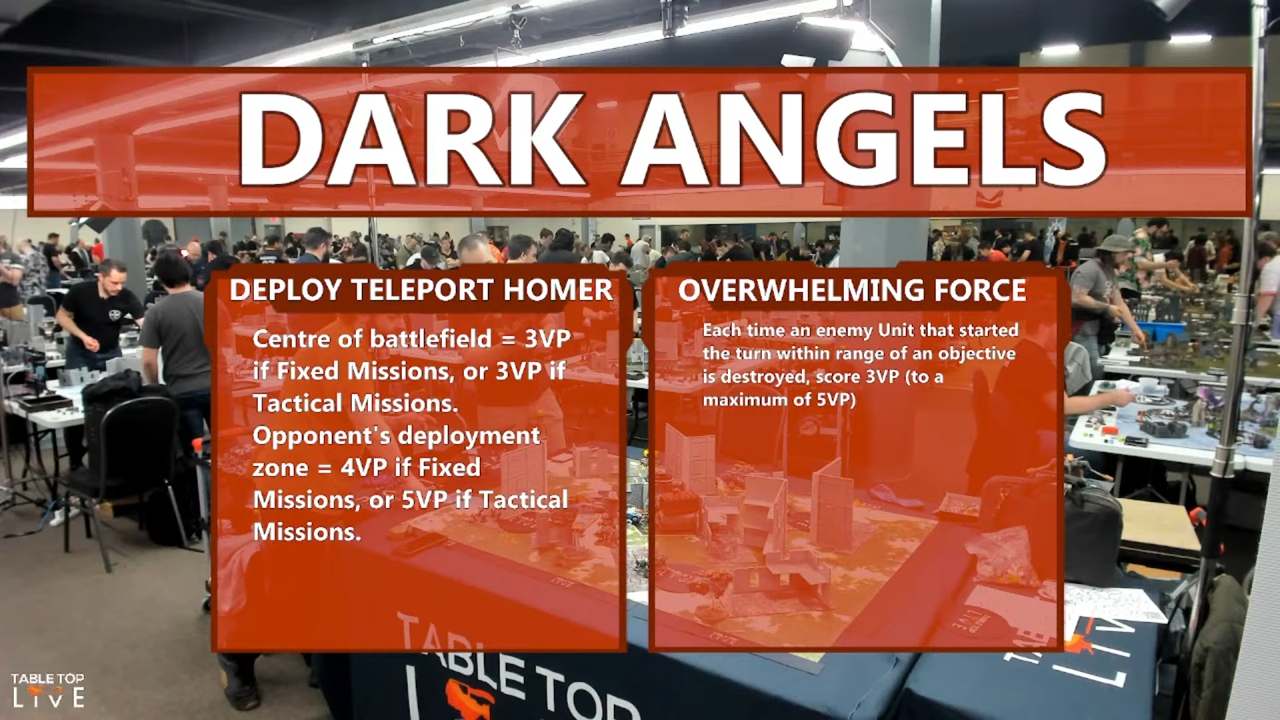 DARK ANGELS
DEPLOY TELEPORT HOMER
Centre of battlefield = 3VP
if Fixed Missions, or 3VP if
Tactical Missions.
Opponent's deployment
zone = 4VP if Fixed
Missions, or 5VP if Tactical
Missions.
OVERWHELMING FORCE
Each time an enemy Unit that started
the turn within range of an objective
is destroyed, score 3VP (to a
maximum of 5VP)
TABLE TOP
TABLE TOP
LIVE